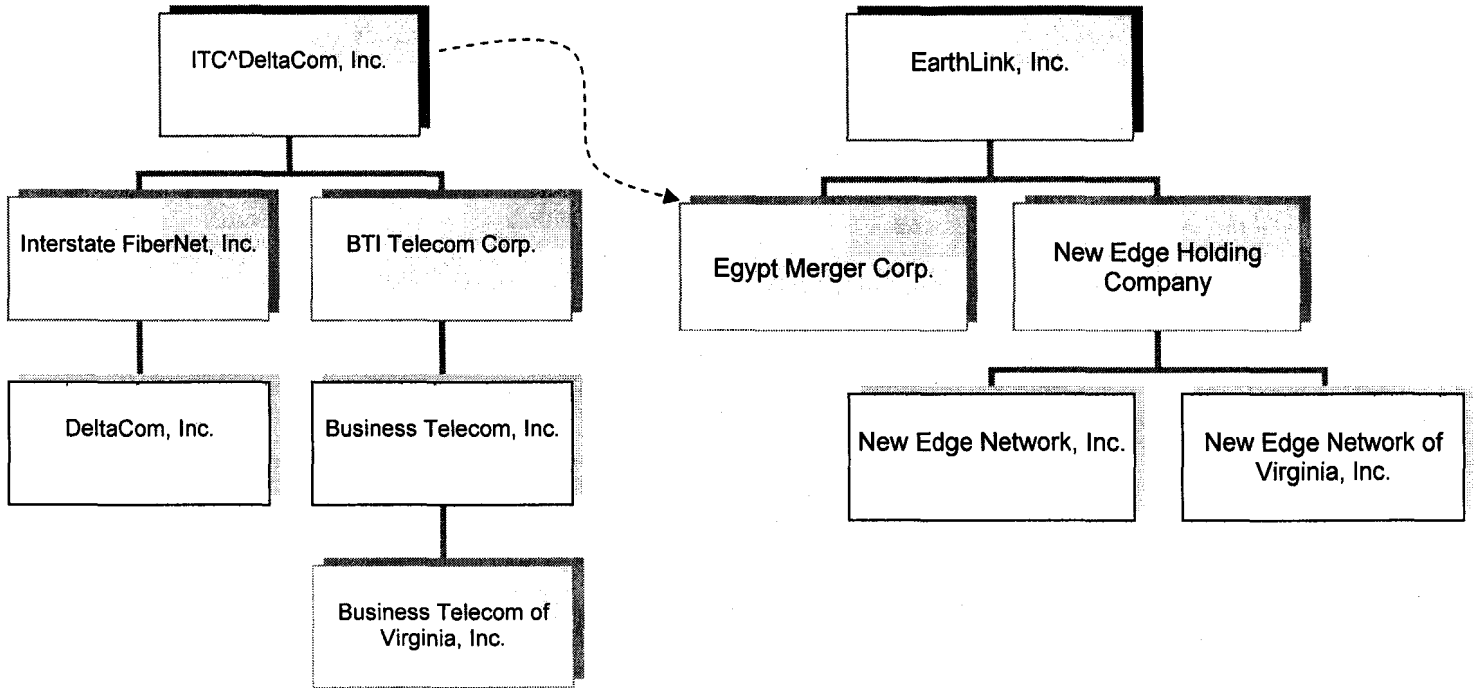 ITC^DeltaCom, Inc.
EarthLink, Inc.
Interstate FiberNet, Inc.
BTI Telecom Corp.
Egypt Merger Corp.
New Edge Holding
Company
DeltaCom, Inc.
Business Telecom, Inc.
New Edge Network, Inc.
New Edge Network of
Virginia, Inc.
Business Telecom of
Virginia, Inc.